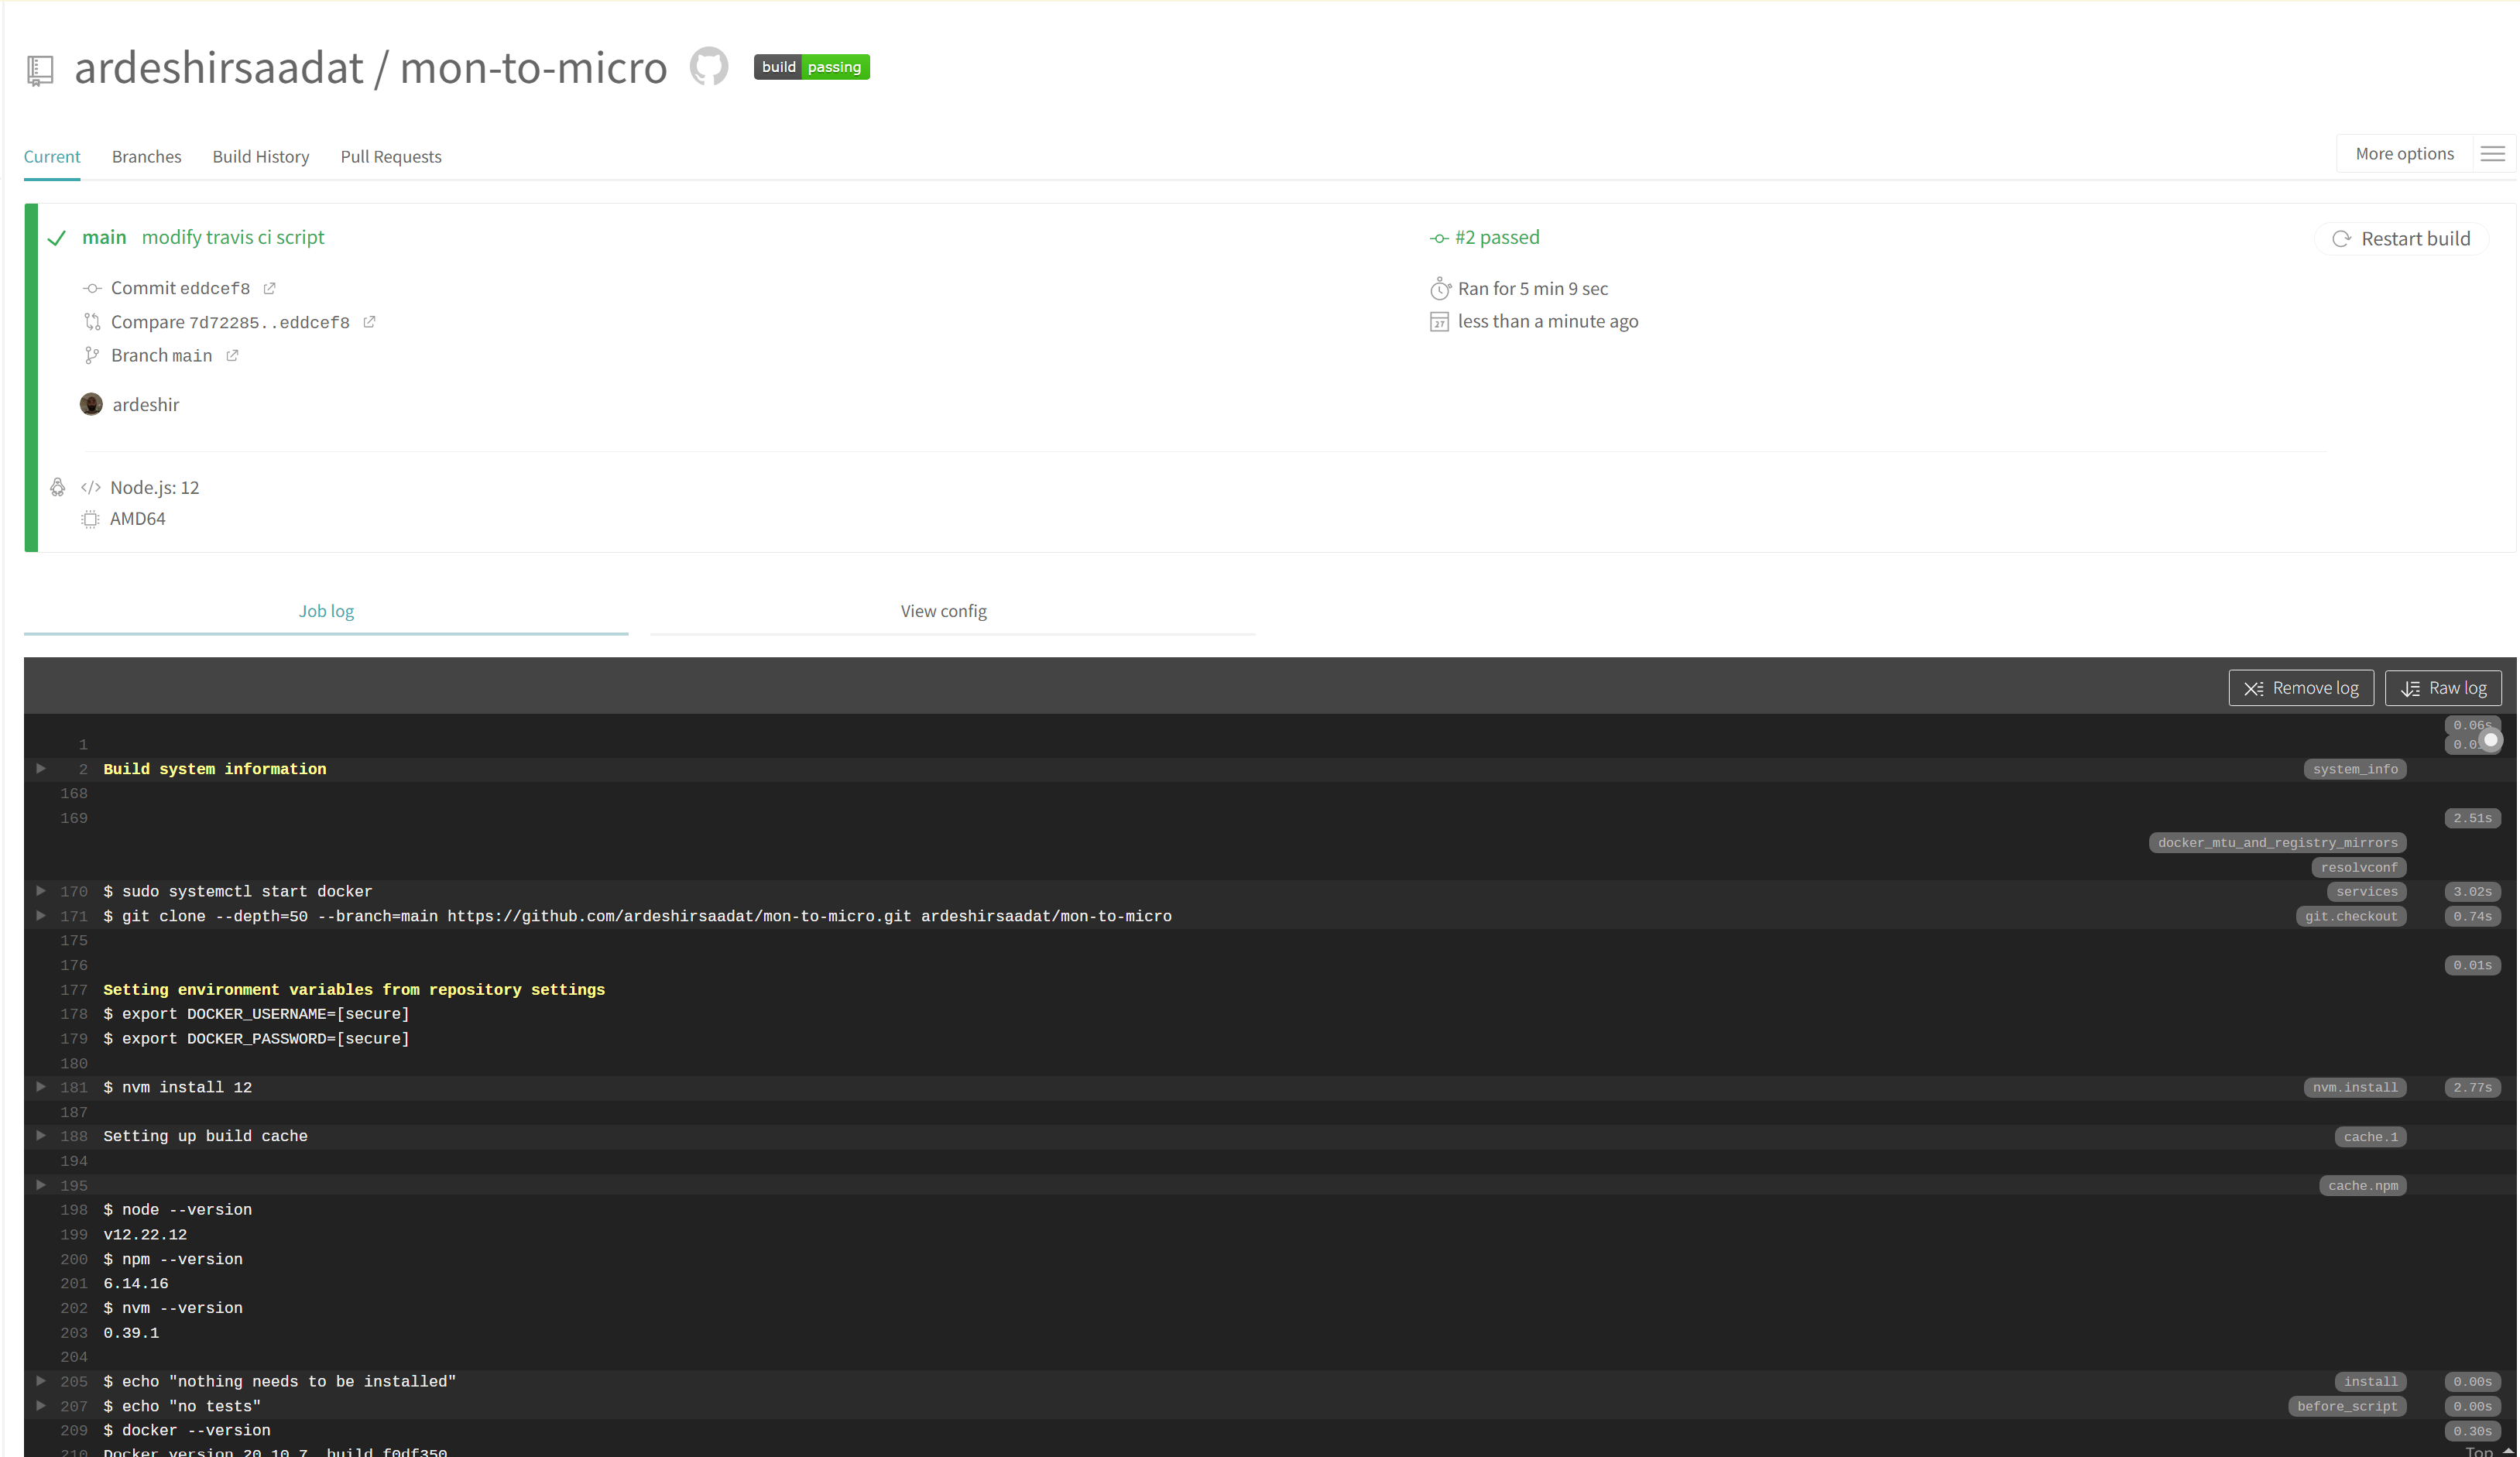 ardeshirsaadat / mon-to-micro build passing
Current Branches Build History Pull Requests More options
main modify travis ci script
Commit eddcef8
Compare 7d72285..eddcef8
Branch main
ardeshir
Node.js: 12
AMD64
#2 passed
Ran for 5 min 9 sec
27 less than a minute ago
Restart build
Job log View config
Remove log Raw log
0.06s
1
2 Build system information system_info
168
169 2.51s
docker_mtu_and_registry_mirrors
resolvconf
170 $ sudo systemctl start docker services 3.02s
171 $ git clone --depth=50 --branch=main https://github.com/ardeshirsaadat/mon-to-micro.git ardeshirsaadat/mon-to-micro git.checkout 0.74s
175
176 0.01s
177 Setting environment variables from repository settings
178 $ export DOCKER_USERNAME=[secure]
179 $ export DOCKER_PASSWORD=[secure]
180
181 $ nvm install 12 nvm.install 2.77s
187
188 Setting up build cache cache.1
194
195 cache.npm
198 $ node --version
199 v12.22.12
200 $ npm --version
201 6.14.16
202 $ nvm --version
203 0.39.1
204
205 $ echo "nothing needs to be installed" install 0.00s
207 $ echo "no tests" before_script 0.00s
209 $ docker --version 0.30s
210 Docker version 20.10.7, build f0df350
Top